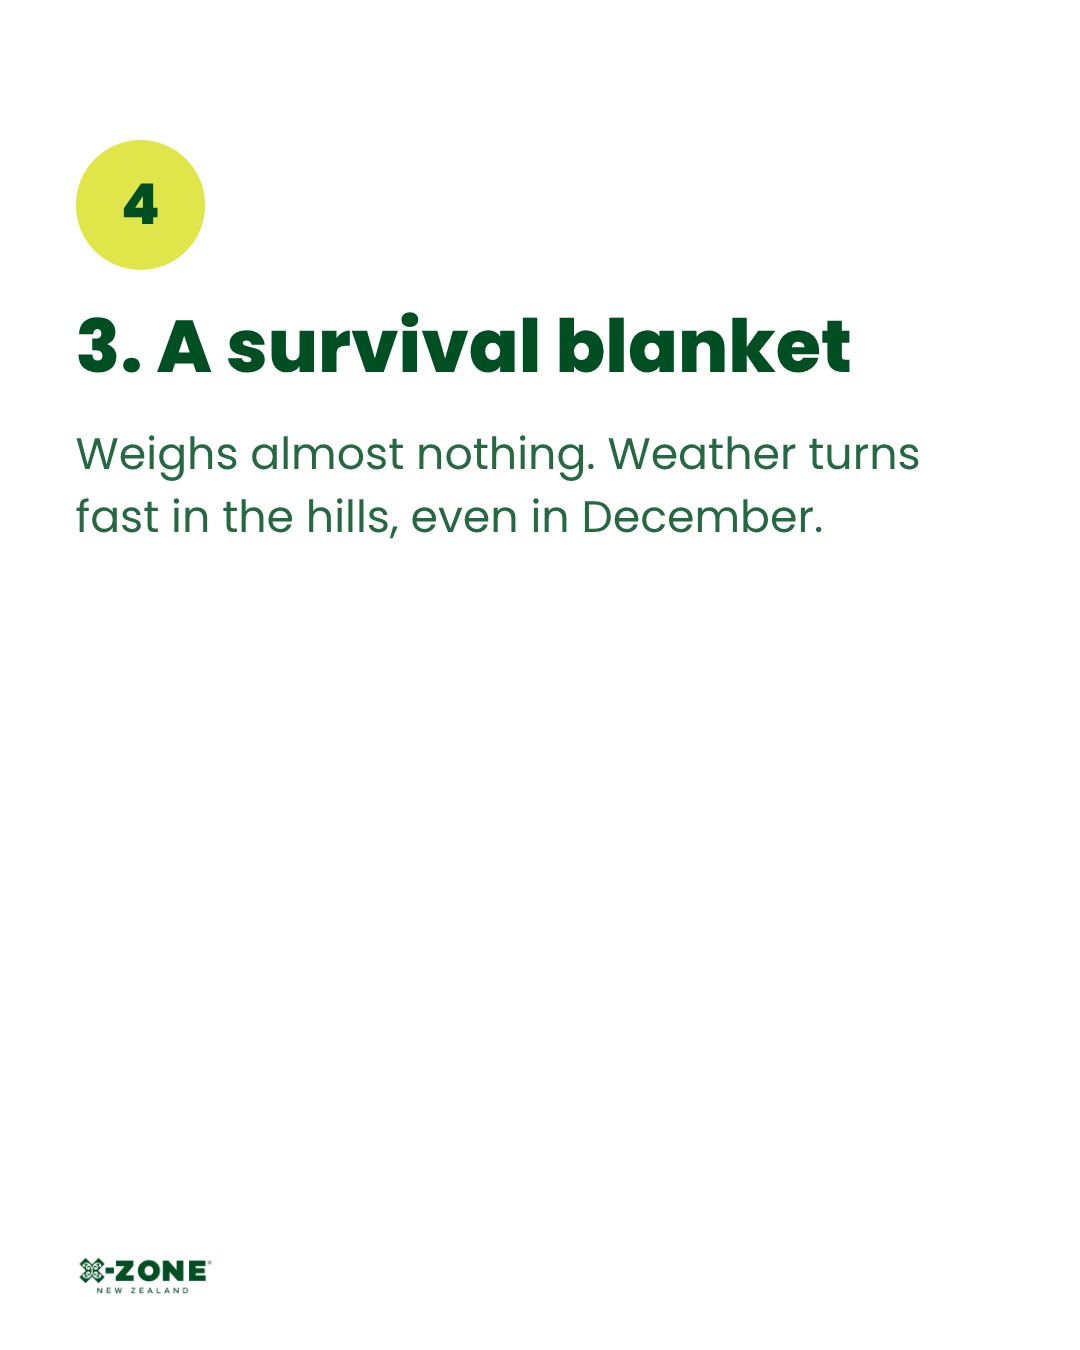 4
3. A survival blanket
Weighs almost nothing. Weather turns
fast in the hills, even in December.
X-ZONE®
NEW ZEALAND